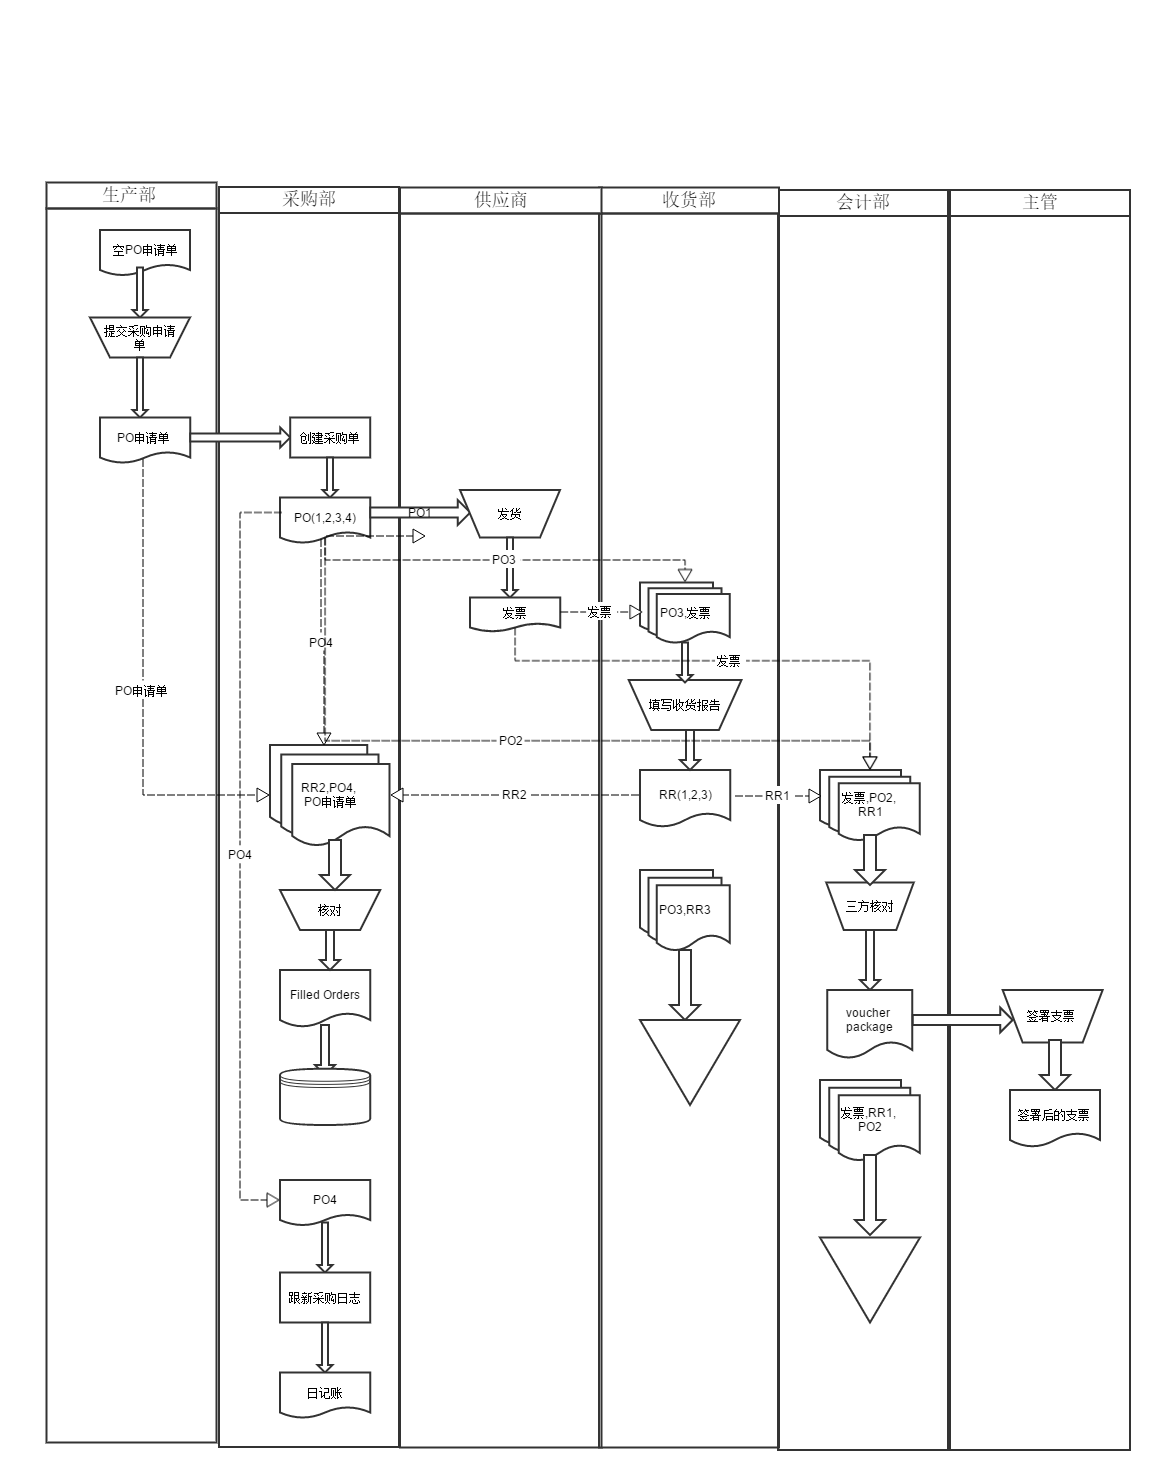 生产部
采购部
供应商
收货部
会计部
主管
空PO申请单
提交采购申请
单
PO申请单
创建采购单
PO(1,2,3,4)
PO1
发货
PO3
发票
发票
PO3,发票
PO4
发票
PO申请单
填写收货报告
PO2
RR2,PO4,
PO申请单
RR2
RR(1,2,3)
RR1
发票,PO2,
RR1
PO4
核对
PO3,RR3
三方核对
Filled Orders
voucher
package
签署支票
发票,RR1,
PO2
签署后的支票
PO4
跟新采购日志
日记账